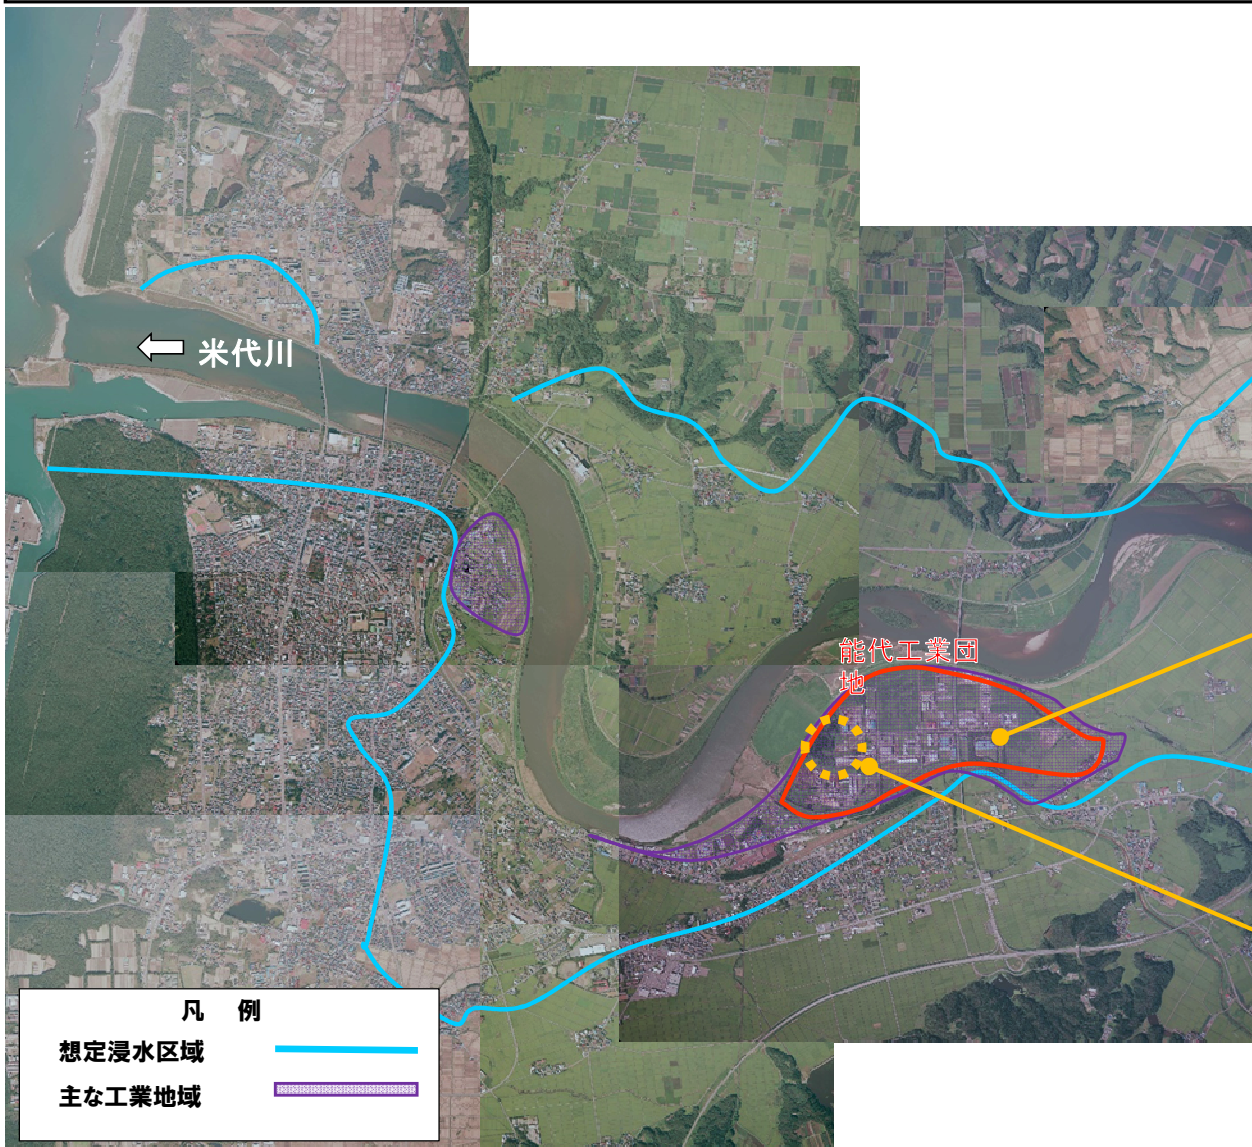 米代川
能代工業団
地
凡 例
想定浸水区域
主な工業地域